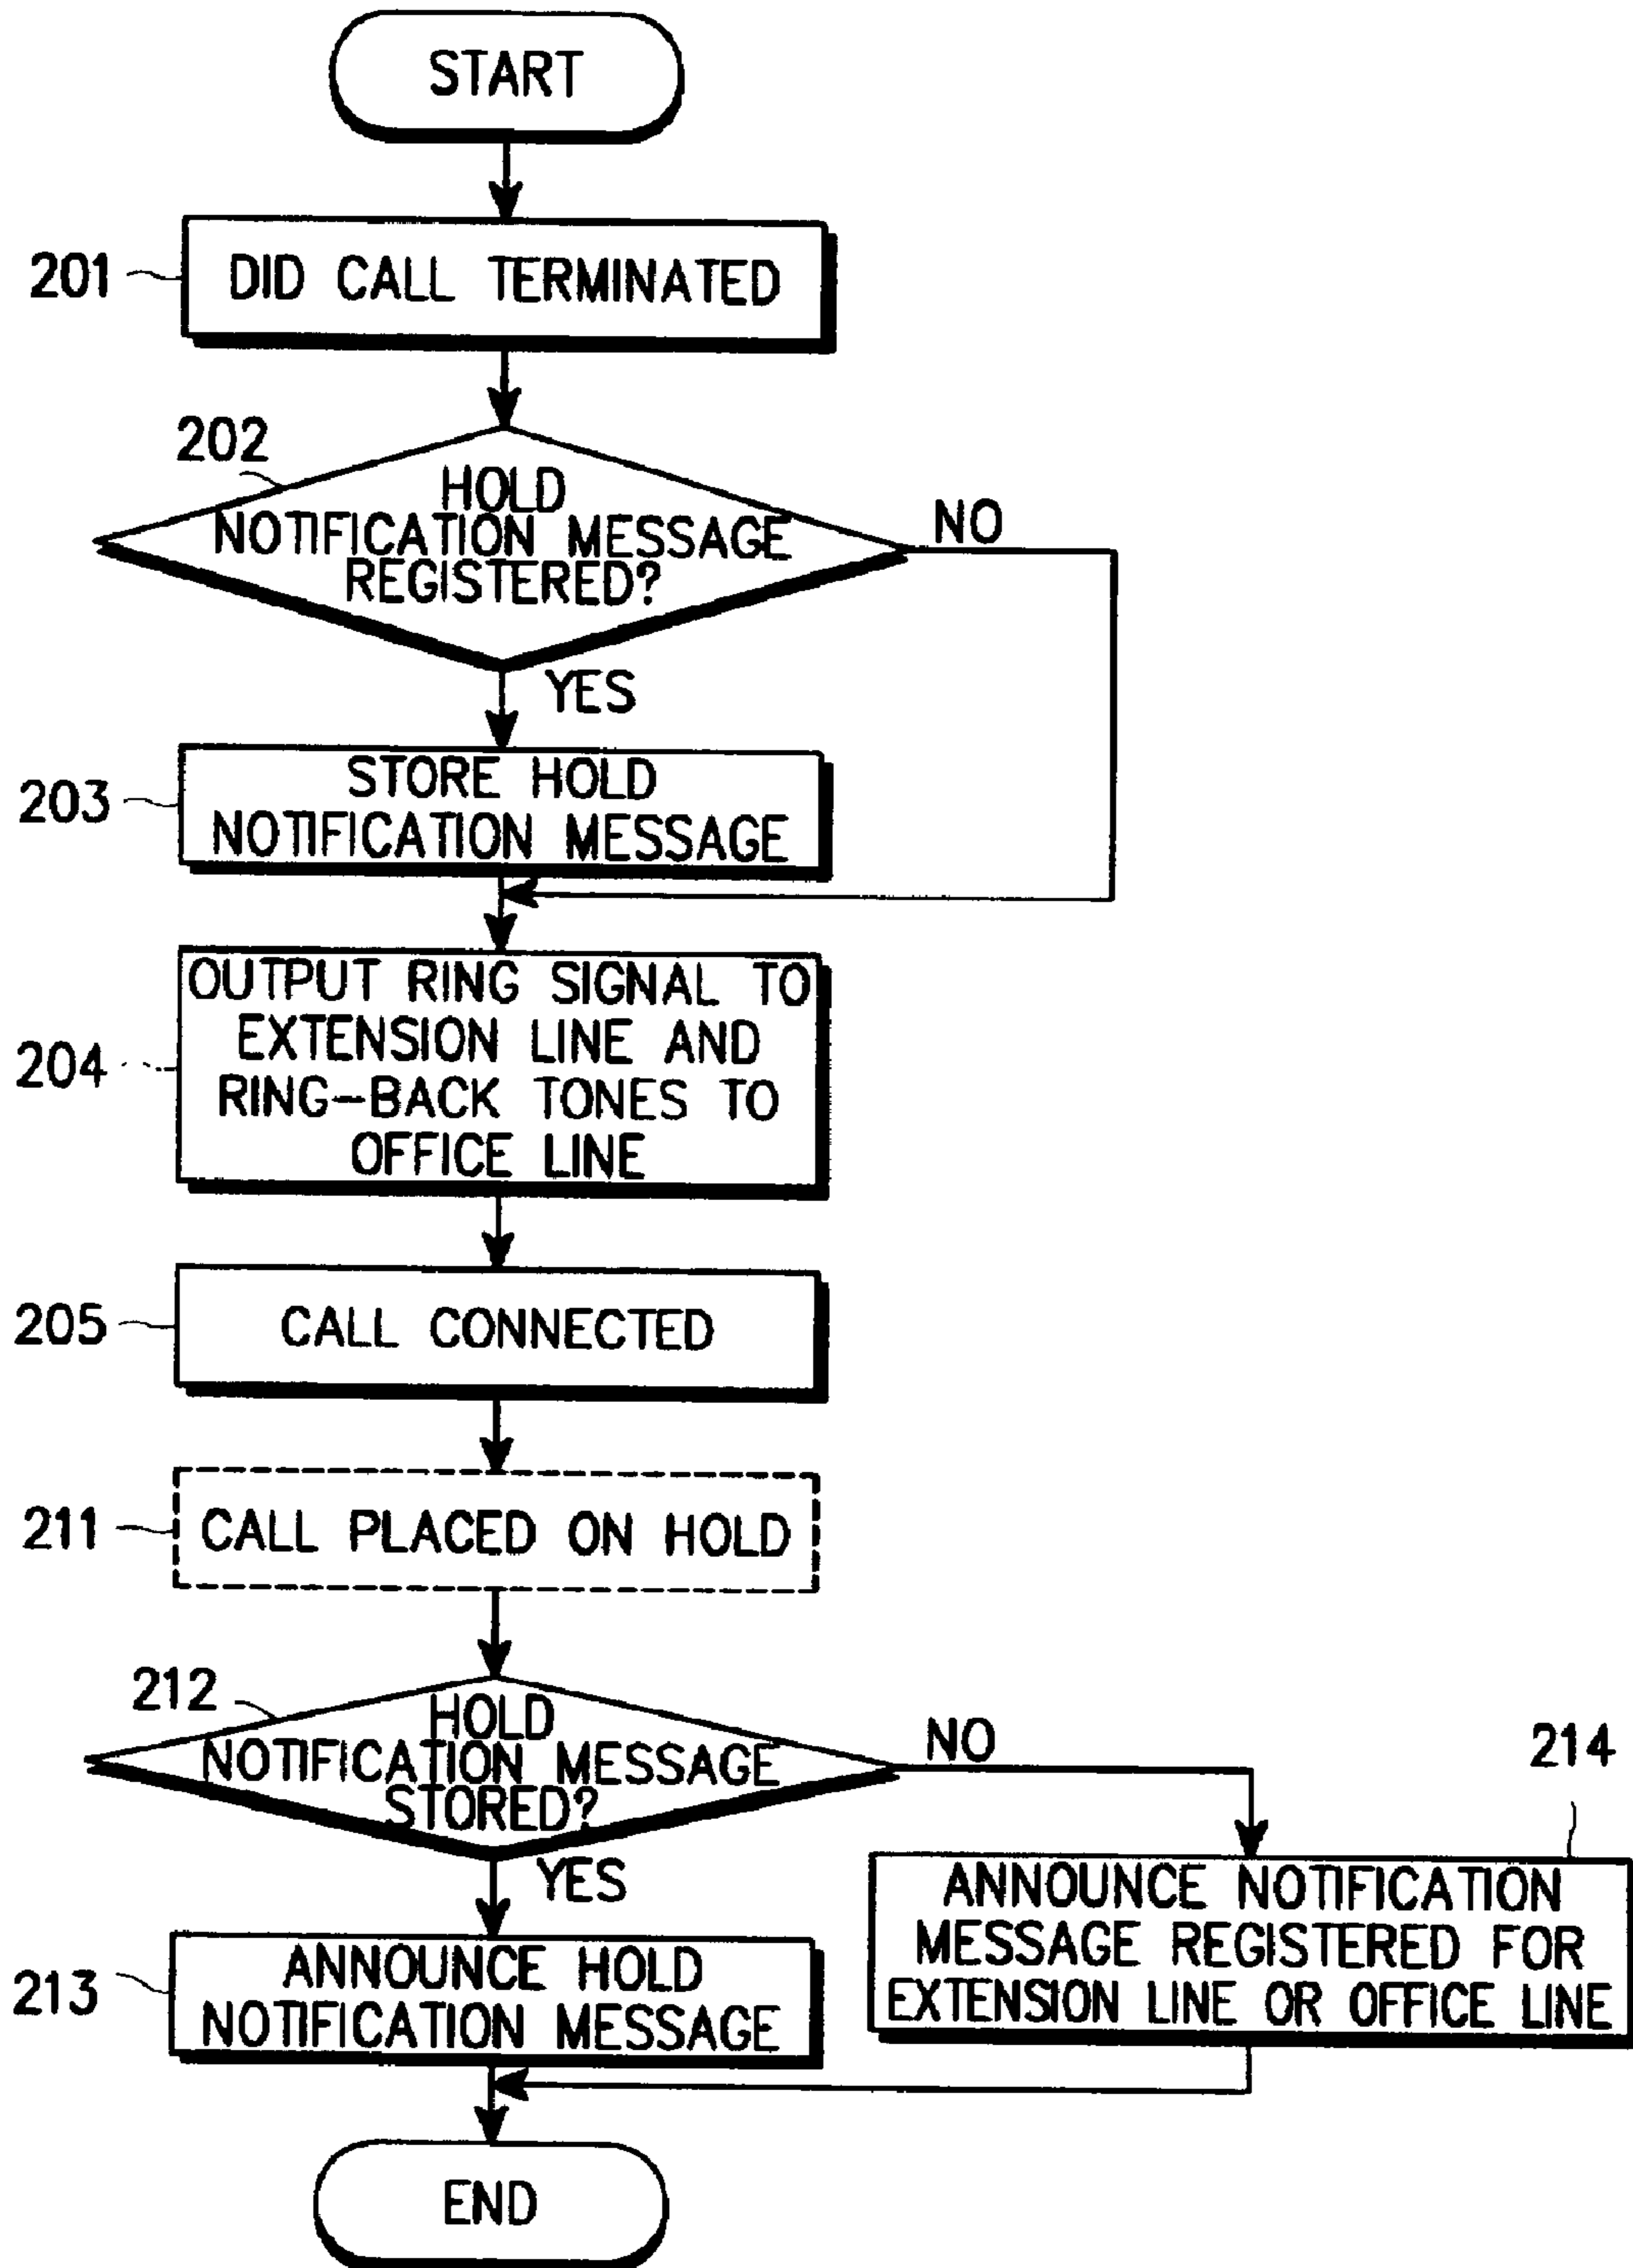 START
201
DID CALL TERMINATED
202
HOLD
NOTIFICATION MESSAGE
REGISTERED?
NO
YES
203
STORE HOLD
NOTIFICATION MESSAGE
204
OUTPUT RING SIGNAL TO
EXTENSION LINE AND
RING-BACK TONES TO
OFFICE LINE
205
CALL CONNECTED
211
CALL PLACED ON HOLD
212
HOLD
NOTIFICATION MESSAGE
STORED?
NO
YES
214
ANNOUNCE NOTIFICATION
MESSAGE REGISTERED FOR
EXTENSION LINE OR OFFICE LINE
213
ANNOUNCE HOLD
NOTIFICATION MESSAGE
END